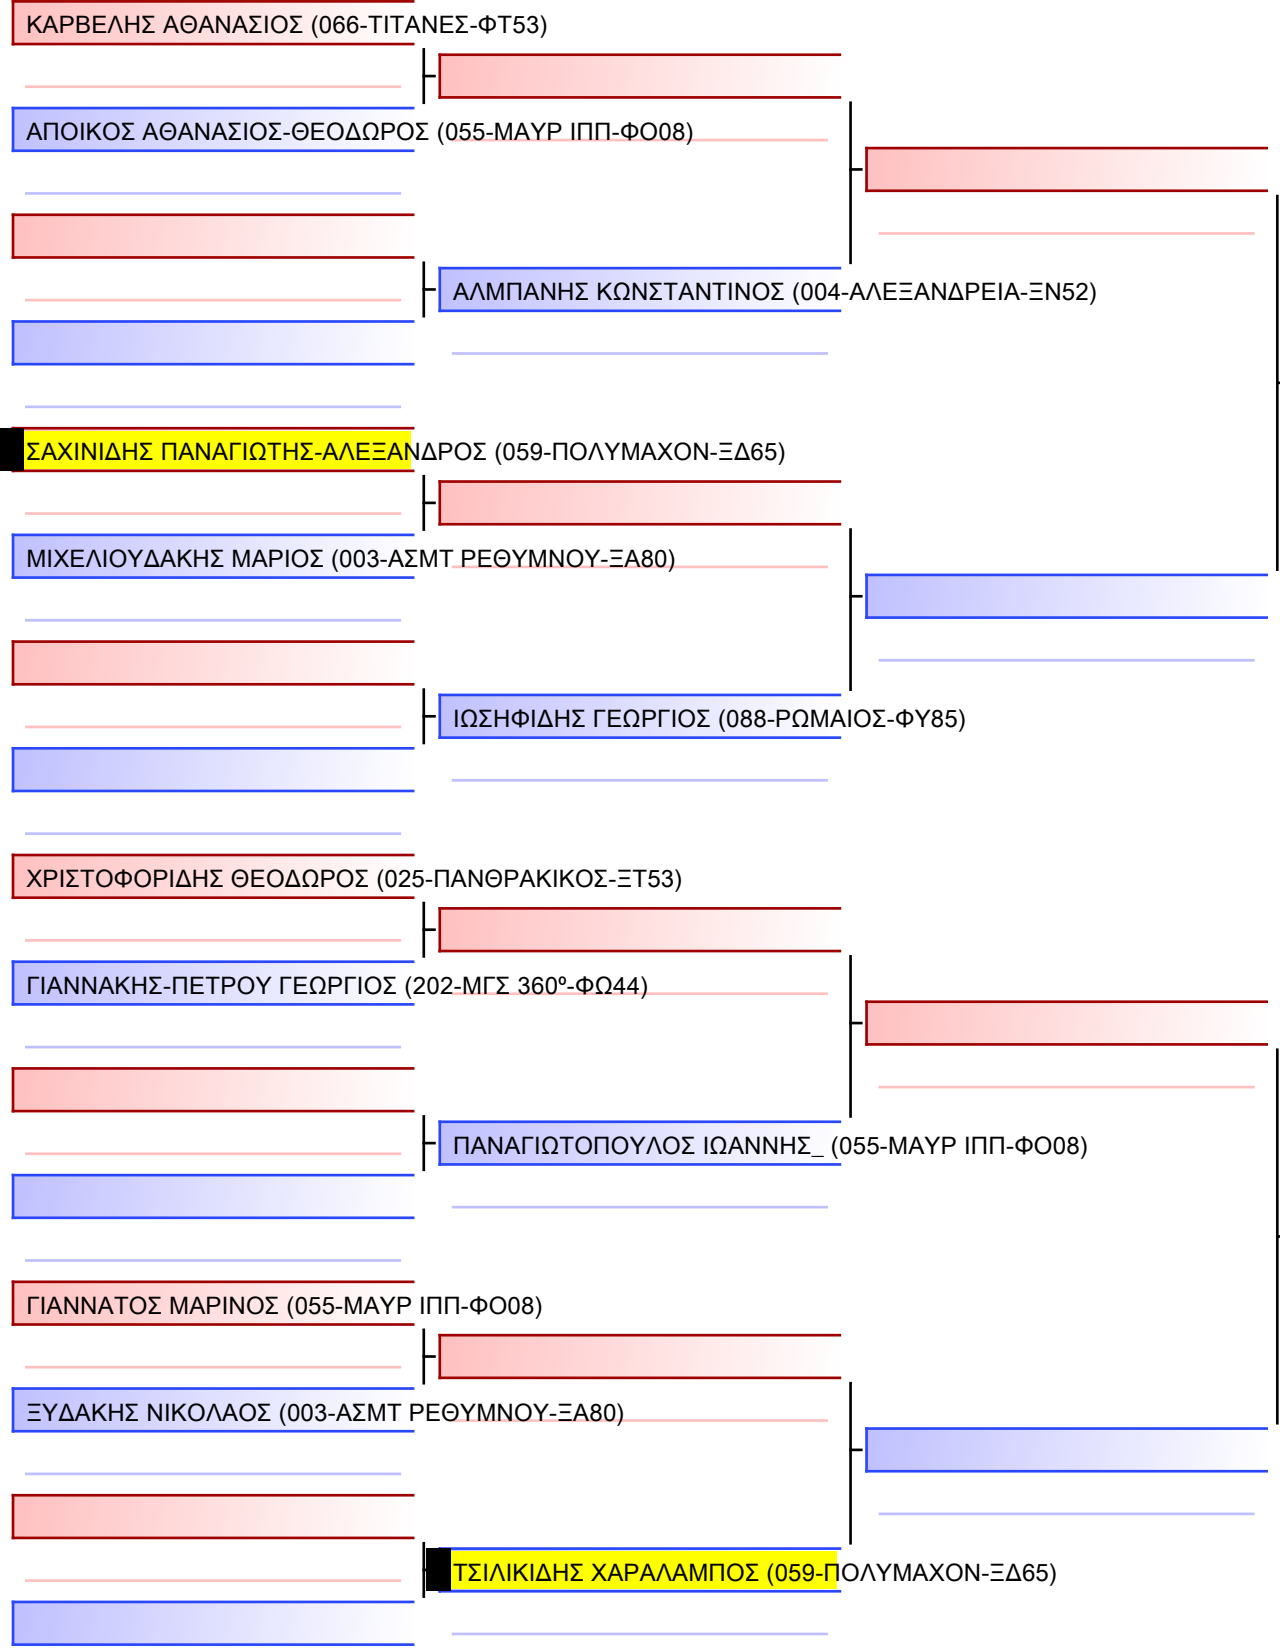 ΚΑΡΒΕΛΗΣ ΑΘΑΝΑΣΙΟΣ (066-ΤΙΤΑΝΕΣ-ΦΤ53)
ΑΠΟΙΚΟΣ ΑΘΑΝΑΣΙΟΣ-ΘΕΟΔΩΡΟΣ (055-ΜΑΥΡ ΙΠΠ-ΦΟ08)
ΑΛΜΠΑΝΗΣ ΚΩΝΣΤΑΝΤΙΝΟΣ (004-ΑΛΕΞΑΝΔΡΕΙΑ-ΞΝ52)
ΣΑΧΙΝΙΔΗΣ ΠΑΝΑΓΙΩΤΗΣ-ΑΛΕΞΑΝΔΡΟΣ (059-ΠΟΛΥΜΑΧΟΝ-ΞΔ65)
ΜΙΧΕΛΙΟΥΔΑΚΗΣ ΜΑΡΙΟΣ (003-ΑΣΜΤ ΡΕΘΥΜΝΟΥ-ΞΑ80)
ΙΩΣΗΦΙΔΗΣ ΓΕΩΡΓΙΟΣ (088-ΡΩΜΑΙΟΣ-ΦΥ85)
ΧΡΙΣΤΟΦΟΡΙΔΗΣ ΘΕΟΔΩΡΟΣ (025-ΠΑΝΘΡΑΚΙΚΟΣ-ΞΤ53)
ΓΙΑΝΝΑΚΗΣ-ΠΕΤΡΟΥ ΓΕΩΡΓΙΟΣ (202-ΜΓΣ 360º-ΦΩ44)
ΠΑΝΑΓΙΩΤΟΠΟΥΛΟΣ ΙΩΑΝΝΗΣ_ (055-ΜΑΥΡ ΙΠΠ-ΦΟ08)
ΓΙΑΝΝΑΤΟΣ ΜΑΡΙΝΟΣ (055-ΜΑΥΡ ΙΠΠ-ΦΟ08)
ΞΥΔΑΚΗΣ ΝΙΚΟΛΑΟΣ (003-ΑΣΜΤ ΡΕΘΥΜΝΟΥ-ΞΑ80)
ΤΣΙΛΙΚΙΔΗΣ ΧΑΡΑΛΑΜΠΟΣ (059-ΠΟΛΥΜΑΧΟΝ-ΞΔ65)